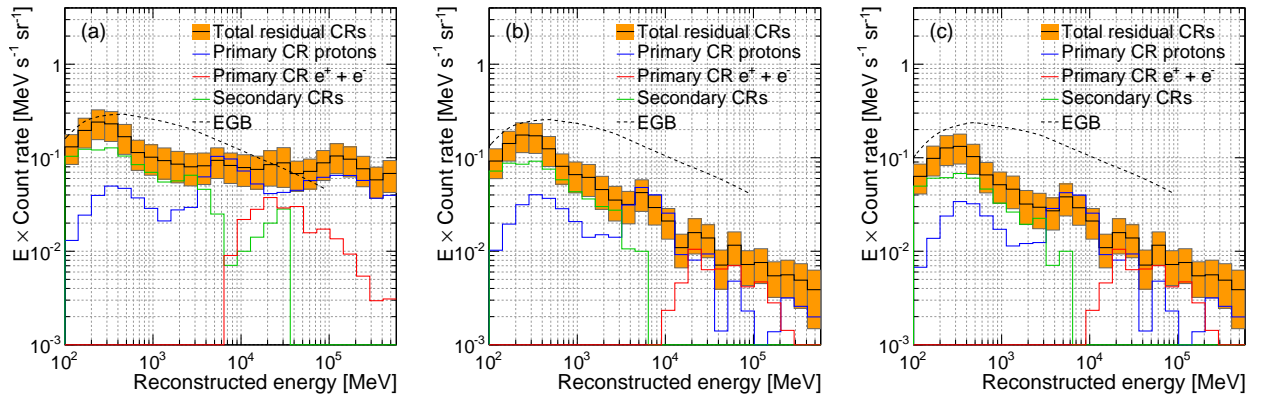 (a)
Total residual CRs
Primary CR protons
Primary CR e⁺ + e⁻
Secondary CRs
EGB
E × Count rate [MeV s⁻¹ sr⁻¹]
1
10⁻¹
10⁻²
10⁻³
10² 10³ 10⁴ 10⁵
Reconstructed energy [MeV]
(b)
Total residual CRs
Primary CR protons
Primary CR e⁺ + e⁻
Secondary CRs
EGB
E × Count rate [MeV s⁻¹ sr⁻¹]
1
10⁻¹
10⁻²
10⁻³
10² 10³ 10⁴ 10⁵
Reconstructed energy [MeV]
(c)
Total residual CRs
Primary CR protons
Primary CR e⁺ + e⁻
Secondary CRs
EGB
E × Count rate [MeV s⁻¹ sr⁻¹]
1
10⁻¹
10⁻²
10⁻³
10² 10³ 10⁴ 10⁵
Reconstructed energy [MeV]